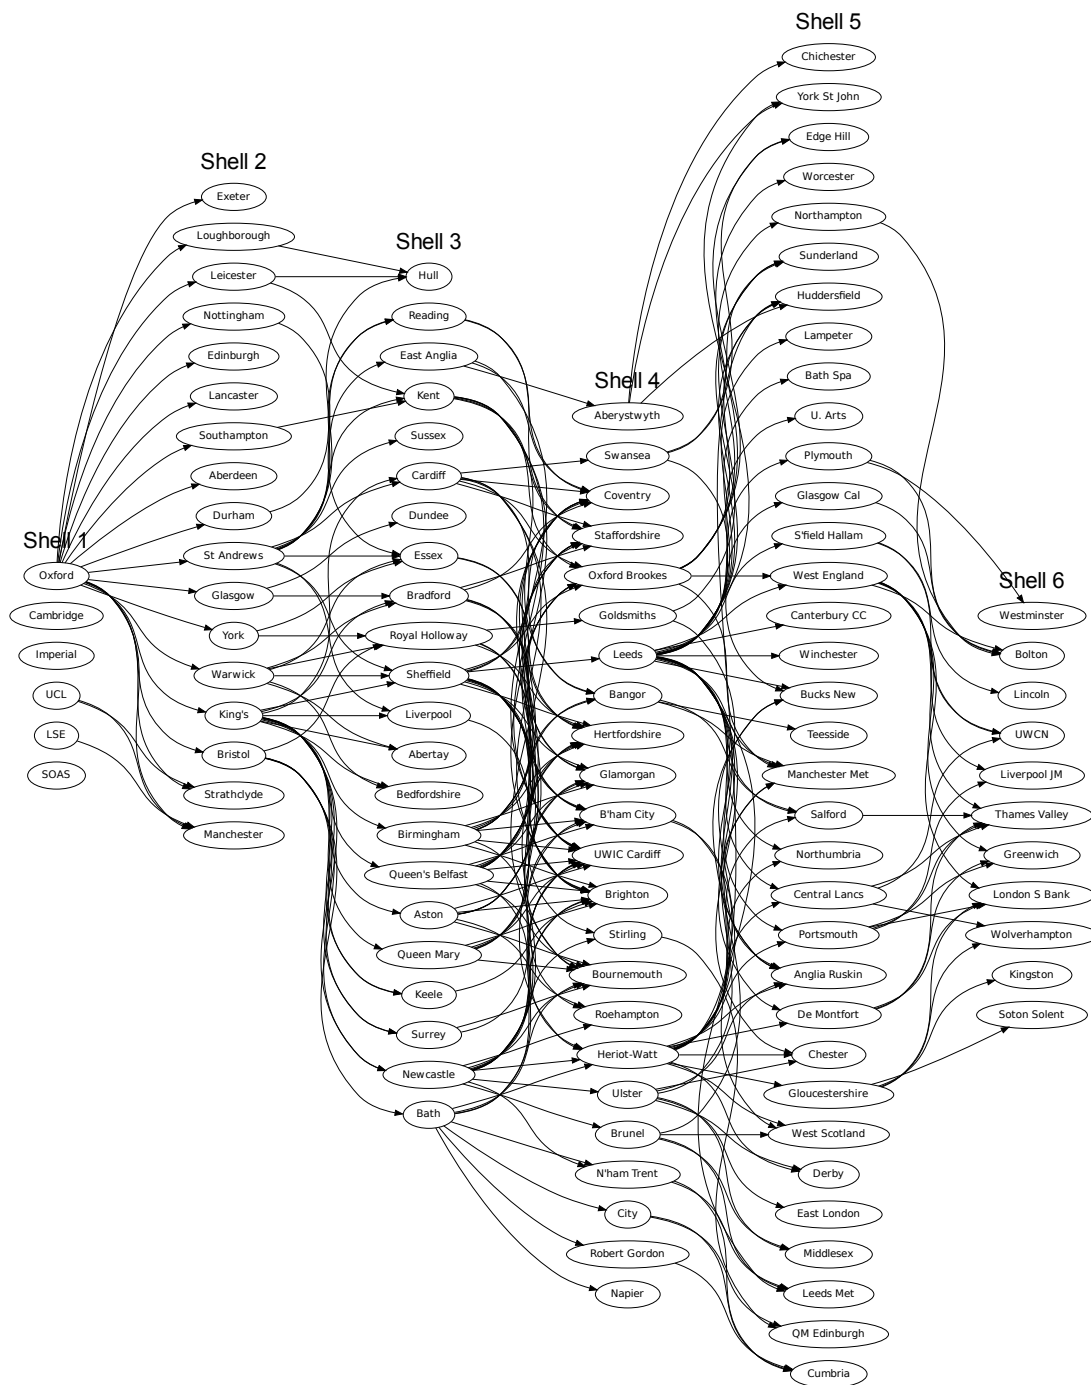 Shell 1
Oxford
Cambridge
Imperial
UCL
LSE
SOAS
Shell 2
Exeter
Loughborough
Leicester
Nottingham
Edinburgh
Lancaster
Southampton
Aberdeen
Durham
St Andrews
Glasgow
York
Warwick
King's
Bristol
Strathclyde
Manchester
Shell 3
Hull
Reading
East Anglia
Kent
Sussex
Cardiff
Dundee
Essex
Bradford
Royal Holloway
Sheffield
Liverpool
Abertay
Bedfordshire
Birmingham
Queen's Belfast
Aston
Queen Mary
Keele
Surrey
Newcastle
Bath
Shell 4
Aberystwyth
Swansea
Coventry
Staffordshire
Oxford Brookes
Goldsmiths
Leeds
Bangor
Hertfordshire
Glamorgan
B'ham City
UWIC Cardiff
Brighton
Stirling
Bournemouth
Roehampton
Heriot-Watt
Ulster
Brunel
N'ham Trent
City
Robert Gordon
Napier
Shell 5
Chichester
York St John
Edge Hill
Worcester
Northampton
Sunderland
Huddersfield
Lampeter
Bath Spa
U. Arts
Plymouth
Glasgow Cal
S'field Hallam
West England
Canterbury CC
Winchester
Bucks New
Teesside
Manchester Met
Salford
Northumbria
Central Lancs
Portsmouth
Anglia Ruskin
De Montfort
Chester
Gloucestershire
West Scotland
Derby
East London
Middlesex
Leeds Met
QM Edinburgh
Cumbria
Shell 6
Westminster
Bolton
Lincoln
UWCN
Liverpool JM
Thames Valley
Greenwich
London S Bank
Wolverhampton
Kingston
Soton Solent